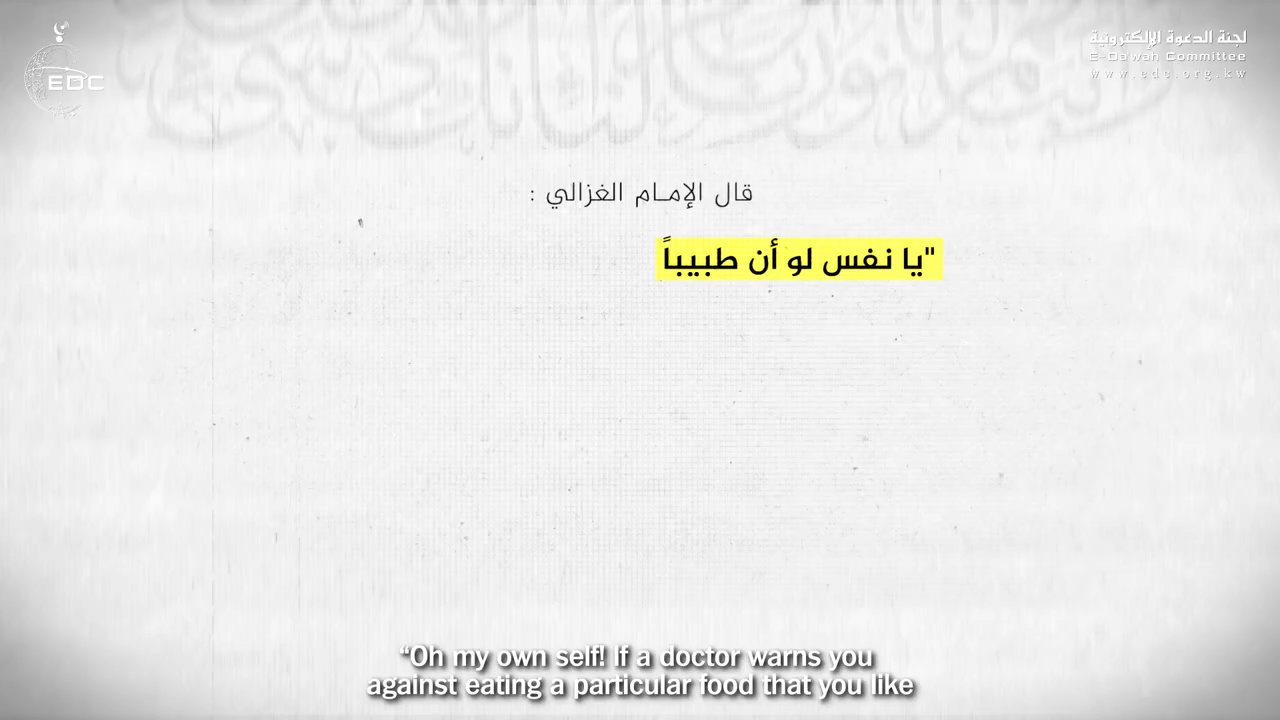 EDC
لجنة الدعوة الإلكترونية
E-Dawah Committee
www.edc.org.kw
قال الإمـام الغزالي :
"يا نفس لو أن طبيباً
“Oh my own self! If a doctor warns you
against eating a particular food that you like